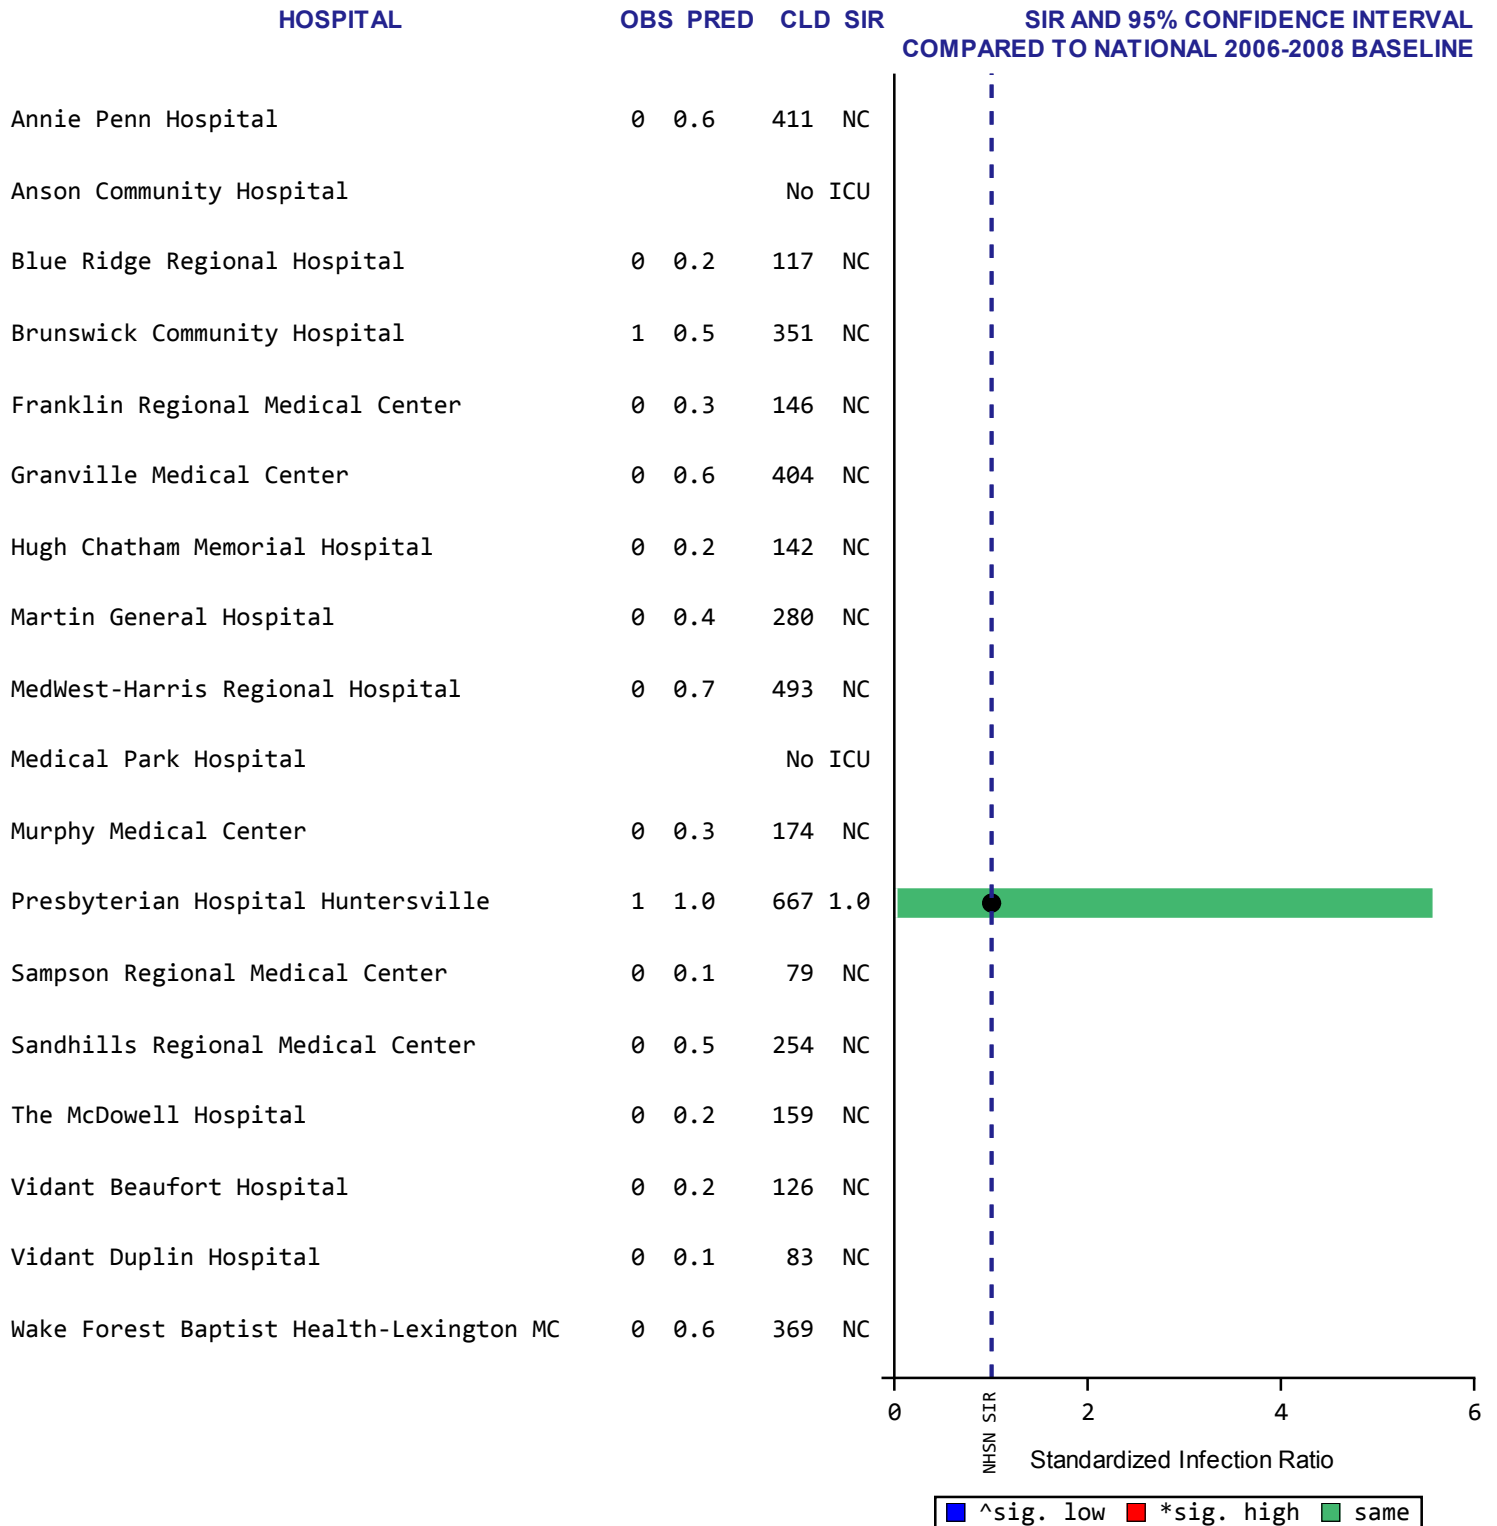 HOSPITAL OBS PRED CLD SIR SIR AND 95% CONFIDENCE INTERVAL
COMPARED TO NATIONAL 2006-2008 BASELINE
Annie Penn Hospital 0 0.6 411 NC
Anson Community Hospital No ICU
Blue Ridge Regional Hospital 0 0.2 117 NC
Brunswick Community Hospital 1 0.5 351 NC
Franklin Regional Medical Center 0 0.3 146 NC
Granville Medical Center 0 0.6 404 NC
Hugh Chatham Memorial Hospital 0 0.2 142 NC
Martin General Hospital 0 0.4 280 NC
MedWest-Harris Regional Hospital 0 0.7 493 NC
Medical Park Hospital No ICU
Murphy Medical Center 0 0.3 174 NC
Presbyterian Hospital Huntersville 1 1.0 667 1.0
Sampson Regional Medical Center 0 0.1 79 NC
Sandhills Regional Medical Center 0 0.5 254 NC
The McDowell Hospital 0 0.2 159 NC
Vidant Beaufort Hospital 0 0.2 126 NC
Vidant Duplin Hospital 0 0.1 83 NC
Wake Forest Baptist Health-Lexington MC 0 0.6 369 NC
0 2 4 6
NHSN SIR
Standardized Infection Ratio
^sig. low *sig. high same